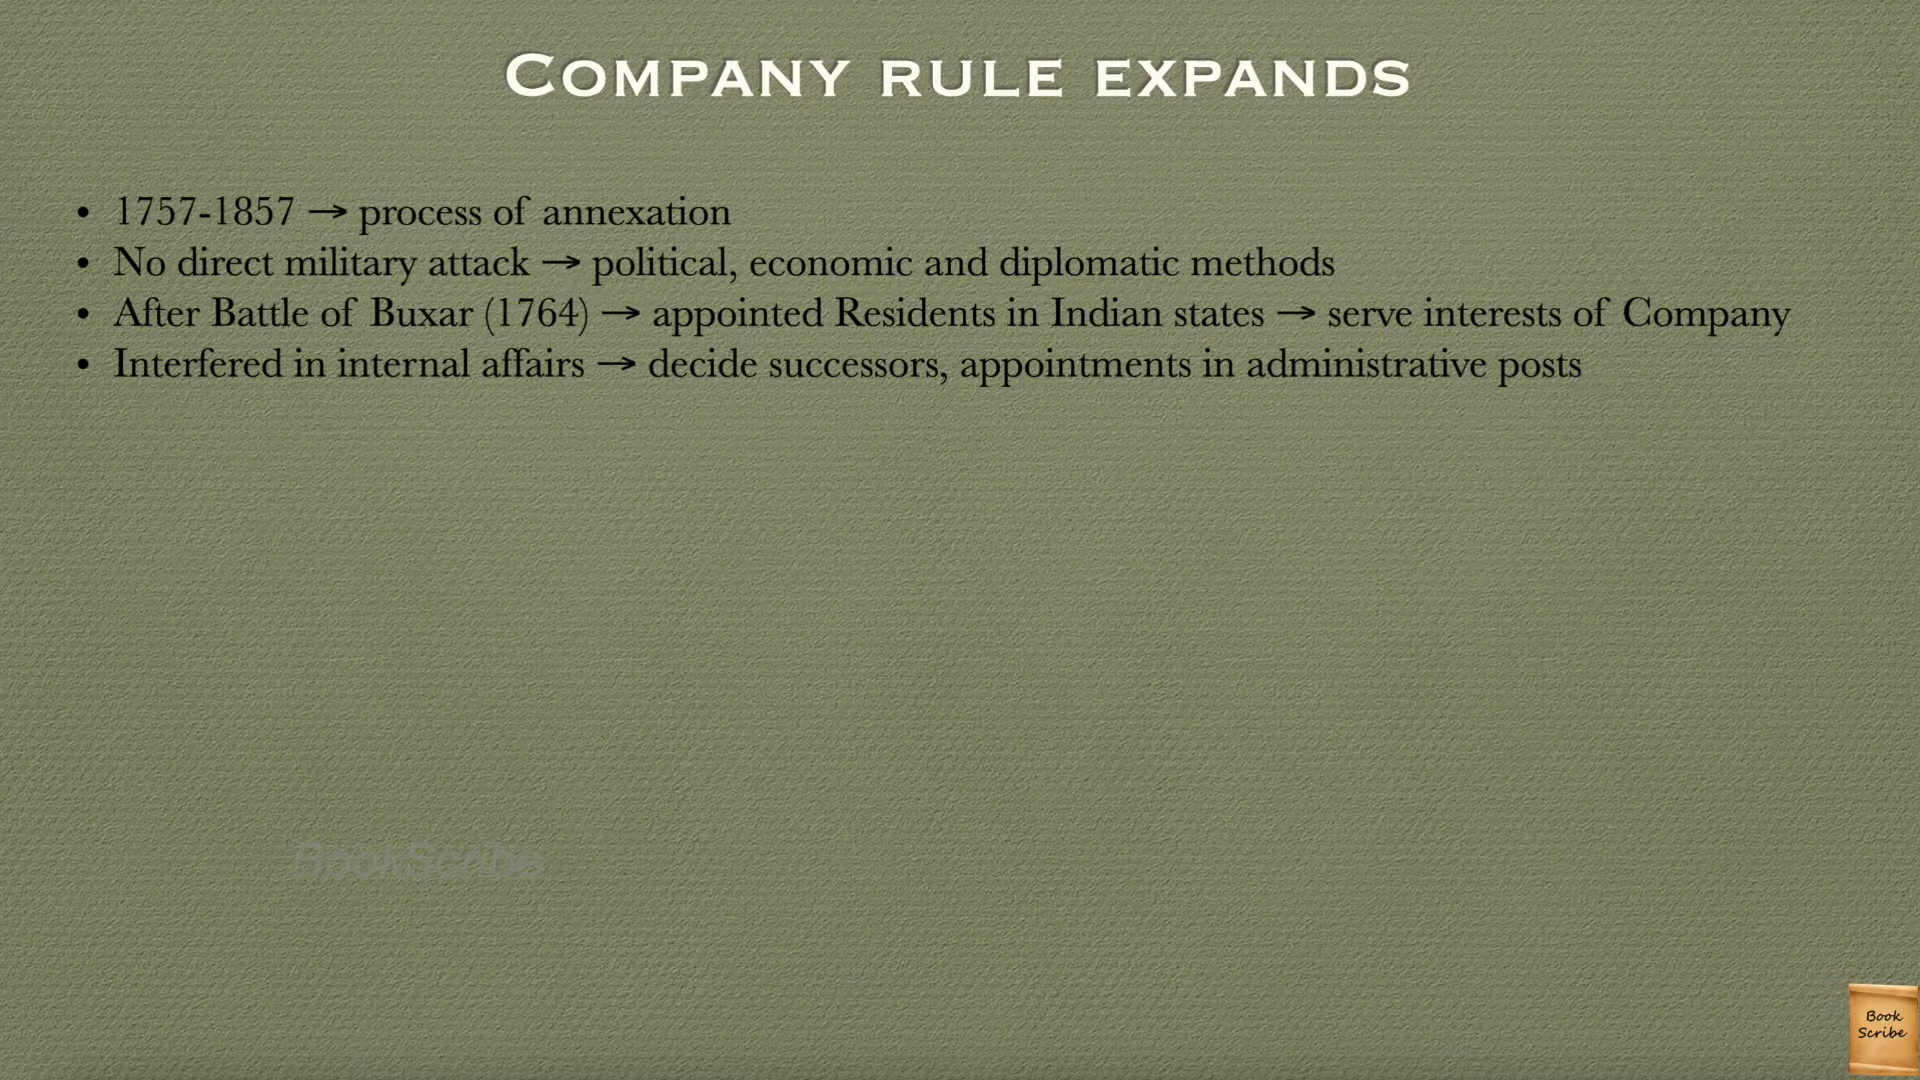 Company rule expands
• 1757-1857 → process of annexation
• No direct military attack → political, economic and diplomatic methods
• After Battle of Buxar (1764) → appointed Residents in Indian states → serve interests of Company
• Interfered in internal affairs → decide successors, appointments in administrative posts
BookScribe
Book
Scribe